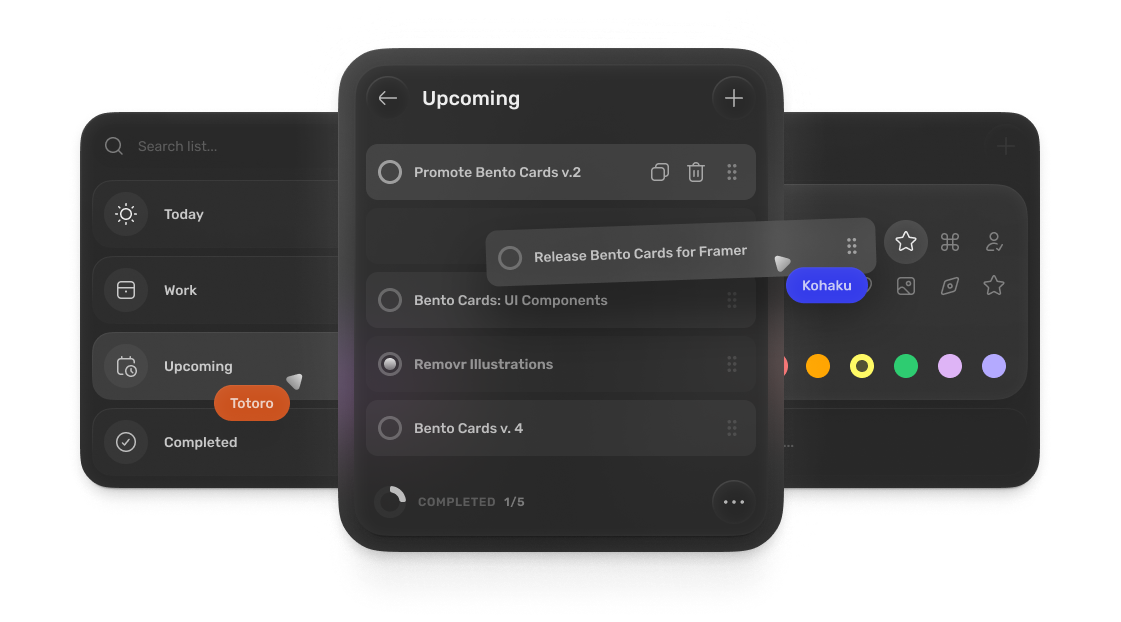 Upcoming
Search list...
Today
Work
Upcoming
Totoro
Completed
Promote Bento Cards v.2
Release Bento Cards for Framer
Kohaku
Bento Cards: UI Components
Removr Illustrations
Bento Cards v. 4
COMPLETED 1/5
...